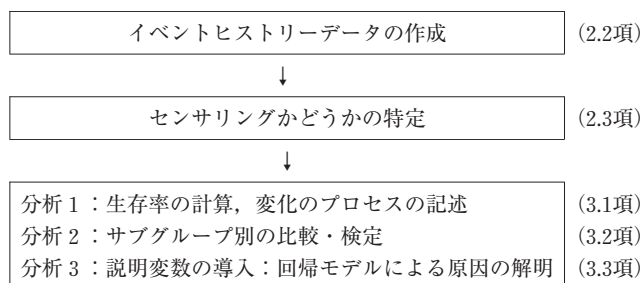 イベントヒストリーデータの作成 (2.2項)
↓
センサリングかどうかの特定 (2.3項)
↓
分析1：生存率の計算，変化のプロセスの記述 (3.1項)
分析2：サブグループ別の比較・検定 (3.2項)
分析3：説明変数の導入：回帰モデルによる原因の解明 (3.3項)